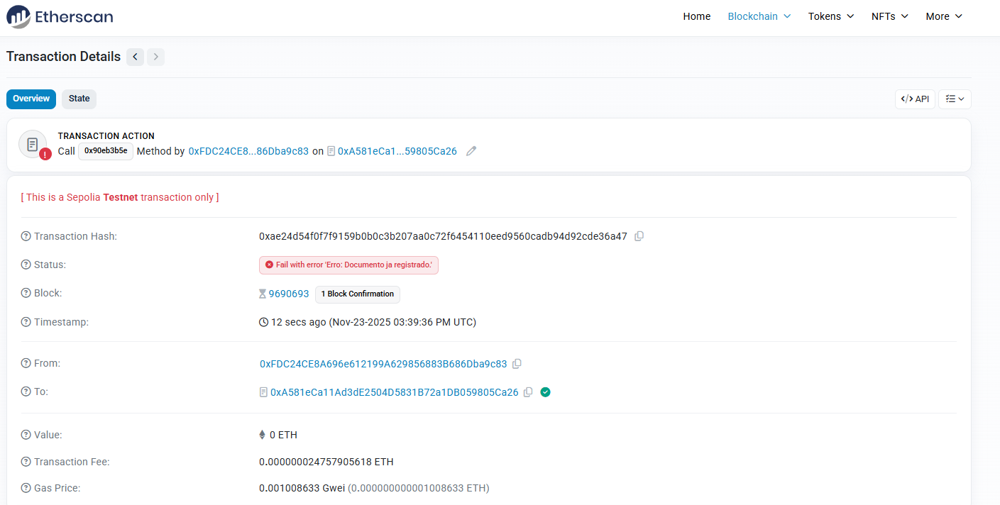 Etherscan
Home Blockchain Tokens NFTs More
Transaction Details
Overview State
</> API
TRANSACTION ACTION
Call 0x90eb3b5e Method by 0xFDC24CE8...86Dba9c83 on 0xA581eCa1...59805Ca26
[ This is a Sepolia Testnet transaction only ]
Transaction Hash: 0xae24d54f0f7f9159b0b0c3b207aa0c72f6454110eed9560cadb94d92cde36a47
Status: Fail with error 'Erro: Documento ja registrado.'
Block: 9690693 1 Block Confirmation
Timestamp: 12 secs ago (Nov-23-2025 03:39:36 PM UTC)
From: 0xFDC24CE8A696e612199A629856883B686Dba9c83
To: 0xA581eCa11Ad3dE2504D5831B72a1DB059805Ca26
Value: 0 ETH
Transaction Fee: 0.000000024757905618 ETH
Gas Price: 0.001008633 Gwei (0.000000000001008633 ETH)